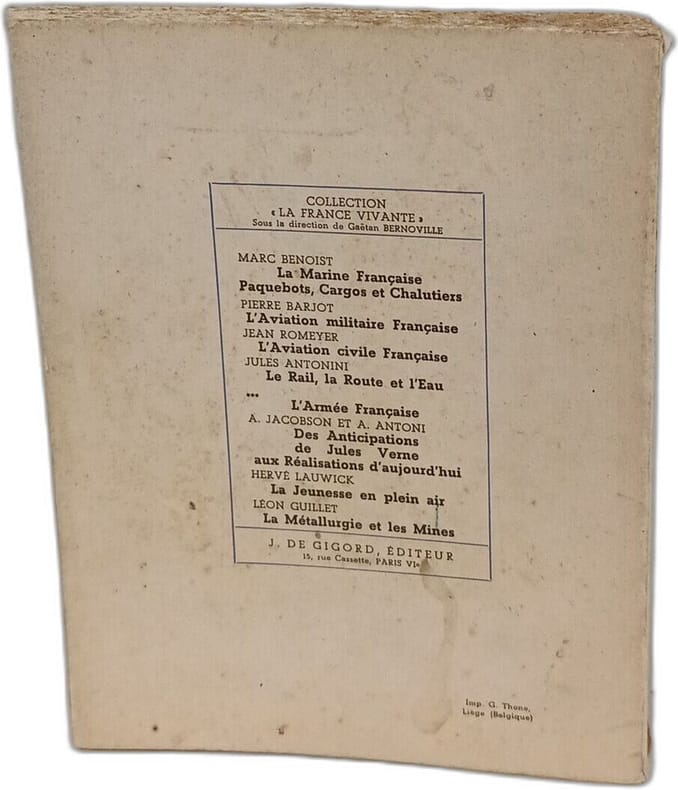 COLLECTION
« LA FRANCE VIVANTE »
Sous la direction de Gaëtan BERNOVILLE
MARC BENOIST
La Marine Française
Paquebots, Cargos et Chalutiers
PIERRE BARJOT
L'Aviation militaire Française
JEAN ROMEYER
L'Aviation civile Française
JULES ANTONINI
Le Rail, la Route et l'Eau
...
L'Armée Française
A. JACOBSON ET A. ANTONI
Des Anticipations
de Jules Verne
aux Réalisations d'aujourd'hui
HERVÉ LAUWICK
La Jeunesse en plein air
LÉON GUILLET
La Métallurgie et les Mines
J. DE GIGORD, ÉDITEUR
15, rue Cassette, PARIS VIe
Imp. G. Thone,
Liége (Belgique)